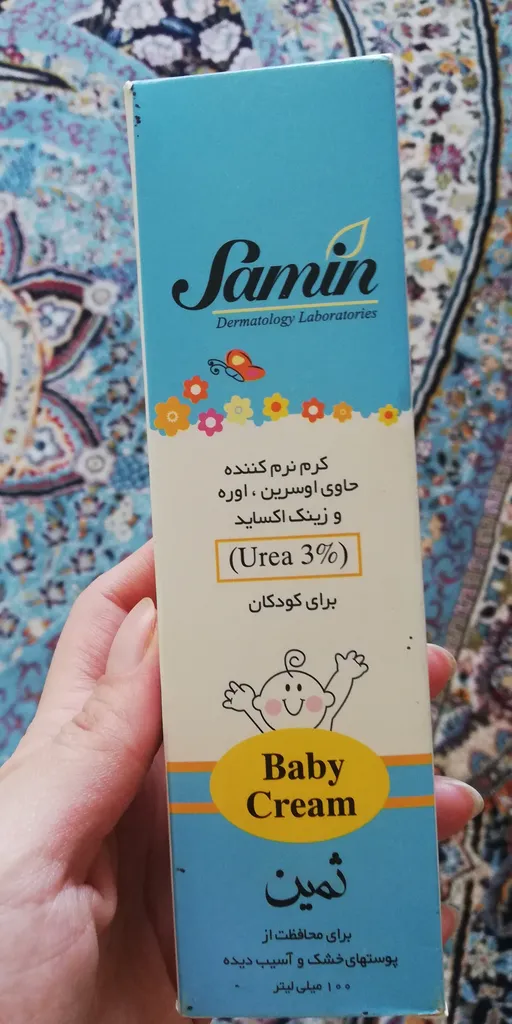 Samin
Dermatology Laboratories
کرم نرم کننده
حاوی اوسرین ، اوره
و زینک اکساید
(Urea 3%)
برای کودکان
Baby
Cream
ثمین
برای محافظت از
پوستهای خشک و آسیب دیده
۱۰۰ میلی لیتر